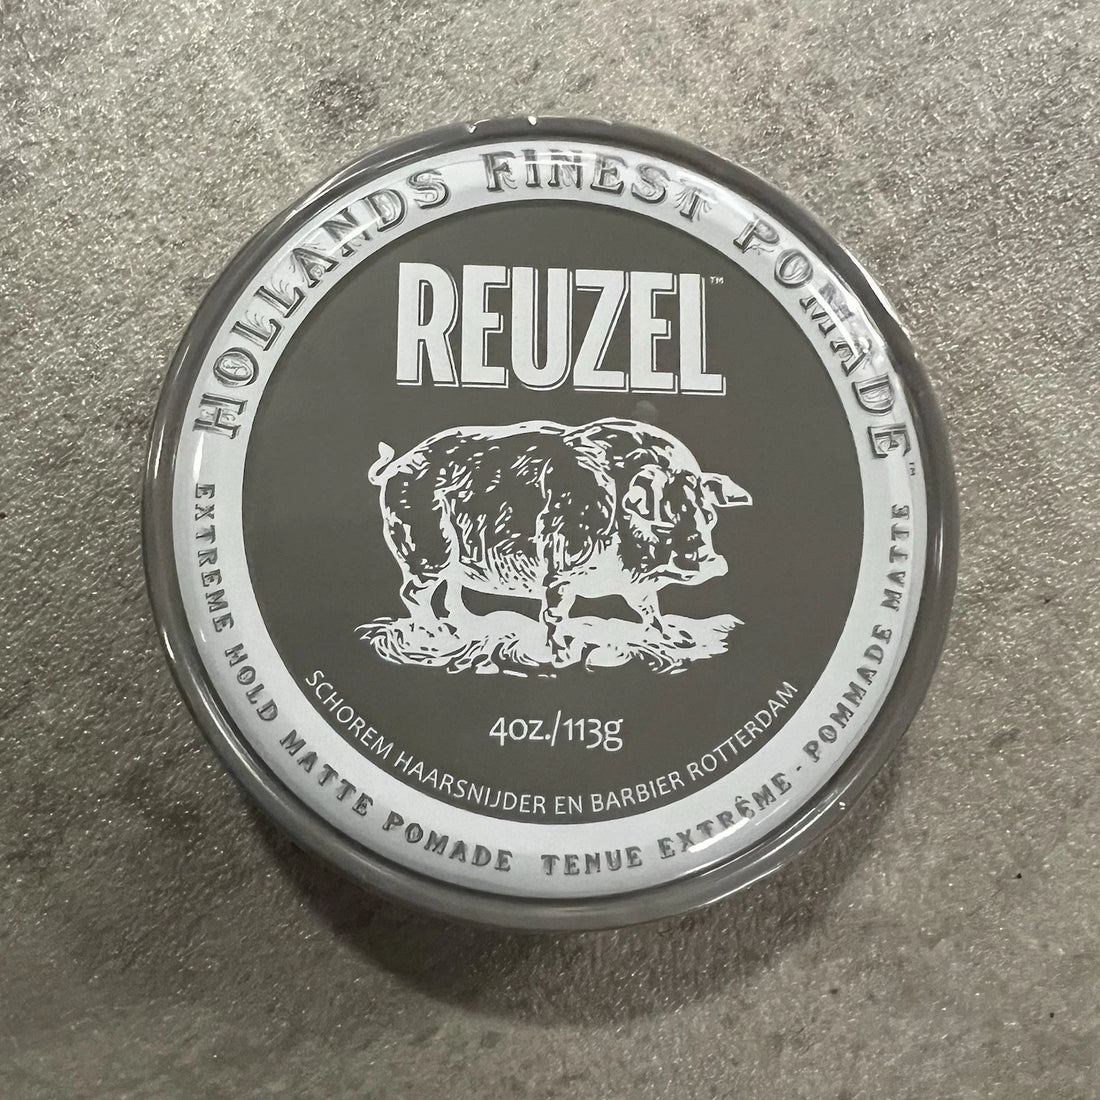 HOLLANDS FINEST POMADE™
REUZEL™
4oz./113g
SCHOREM HAARSNIJDER EN BARBIER ROTTERDAM
EXTREME HOLD MATTE POMADE
TENUE EXTRÊME - POMMADE MATTE